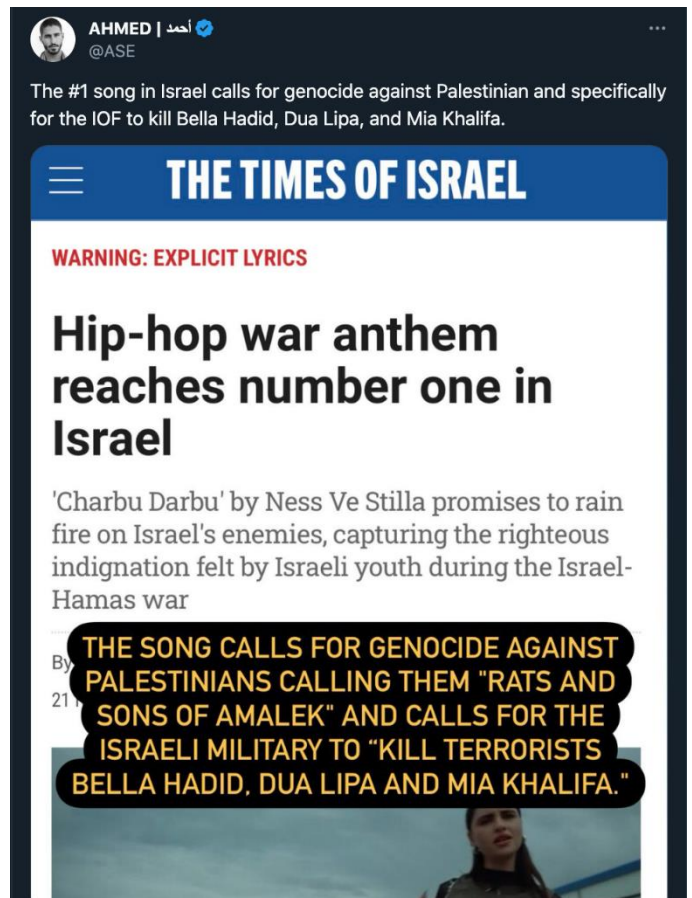 AHMED | أحمد
@ASE
The #1 song in Israel calls for genocide against Palestinian and specifically
for the IOF to kill Bella Hadid, Dua Lipa, and Mia Khalifa.
THE TIMES OF ISRAEL
WARNING: EXPLICIT LYRICS
Hip-hop war anthem
reaches number one in
Israel
'Charbu Darbu' by Ness Ve Stilla promises to rain
fire on Israel's enemies, capturing the righteous
indignation felt by Israeli youth during the Israel-
Hamas war
By
21
THE SONG CALLS FOR GENOCIDE AGAINST
PALESTINIANS CALLING THEM "RATS AND
SONS OF AMALEK" AND CALLS FOR THE
ISRAELI MILITARY TO “KILL TERRORISTS
BELLA HADID, DUA LIPA AND MIA KHALIFA."